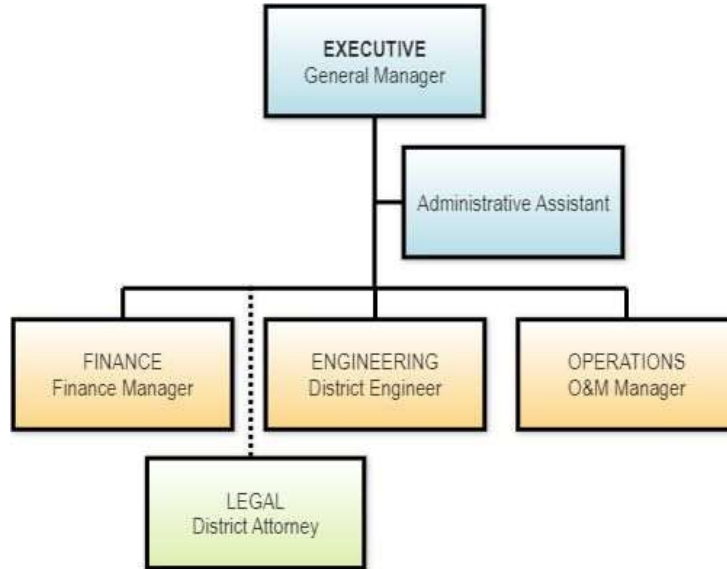 EXECUTIVE
General Manager
Administrative Assistant
FINANCE
Finance Manager
ENGINEERING
District Engineer
OPERATIONS
O&M Manager
LEGAL
District Attorney